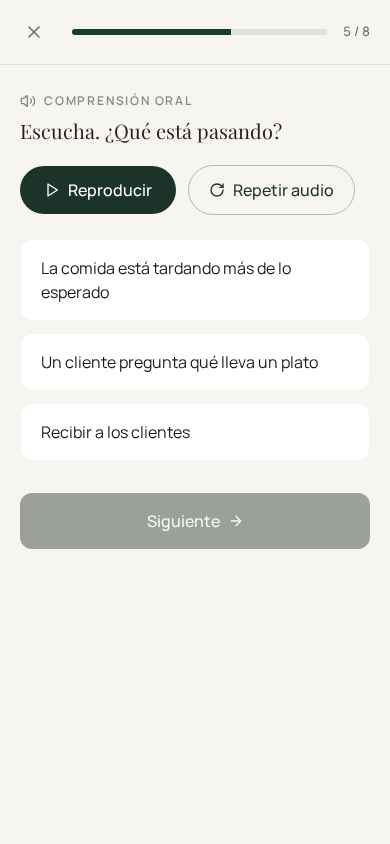 5 / 8
COMPRENSIÓN ORAL
Escucha. ¿Qué está pasando?
Reproducir
Repetir audio
La comida está tardando más de lo
esperado
Un cliente pregunta qué lleva un plato
Recibir a los clientes
Siguiente